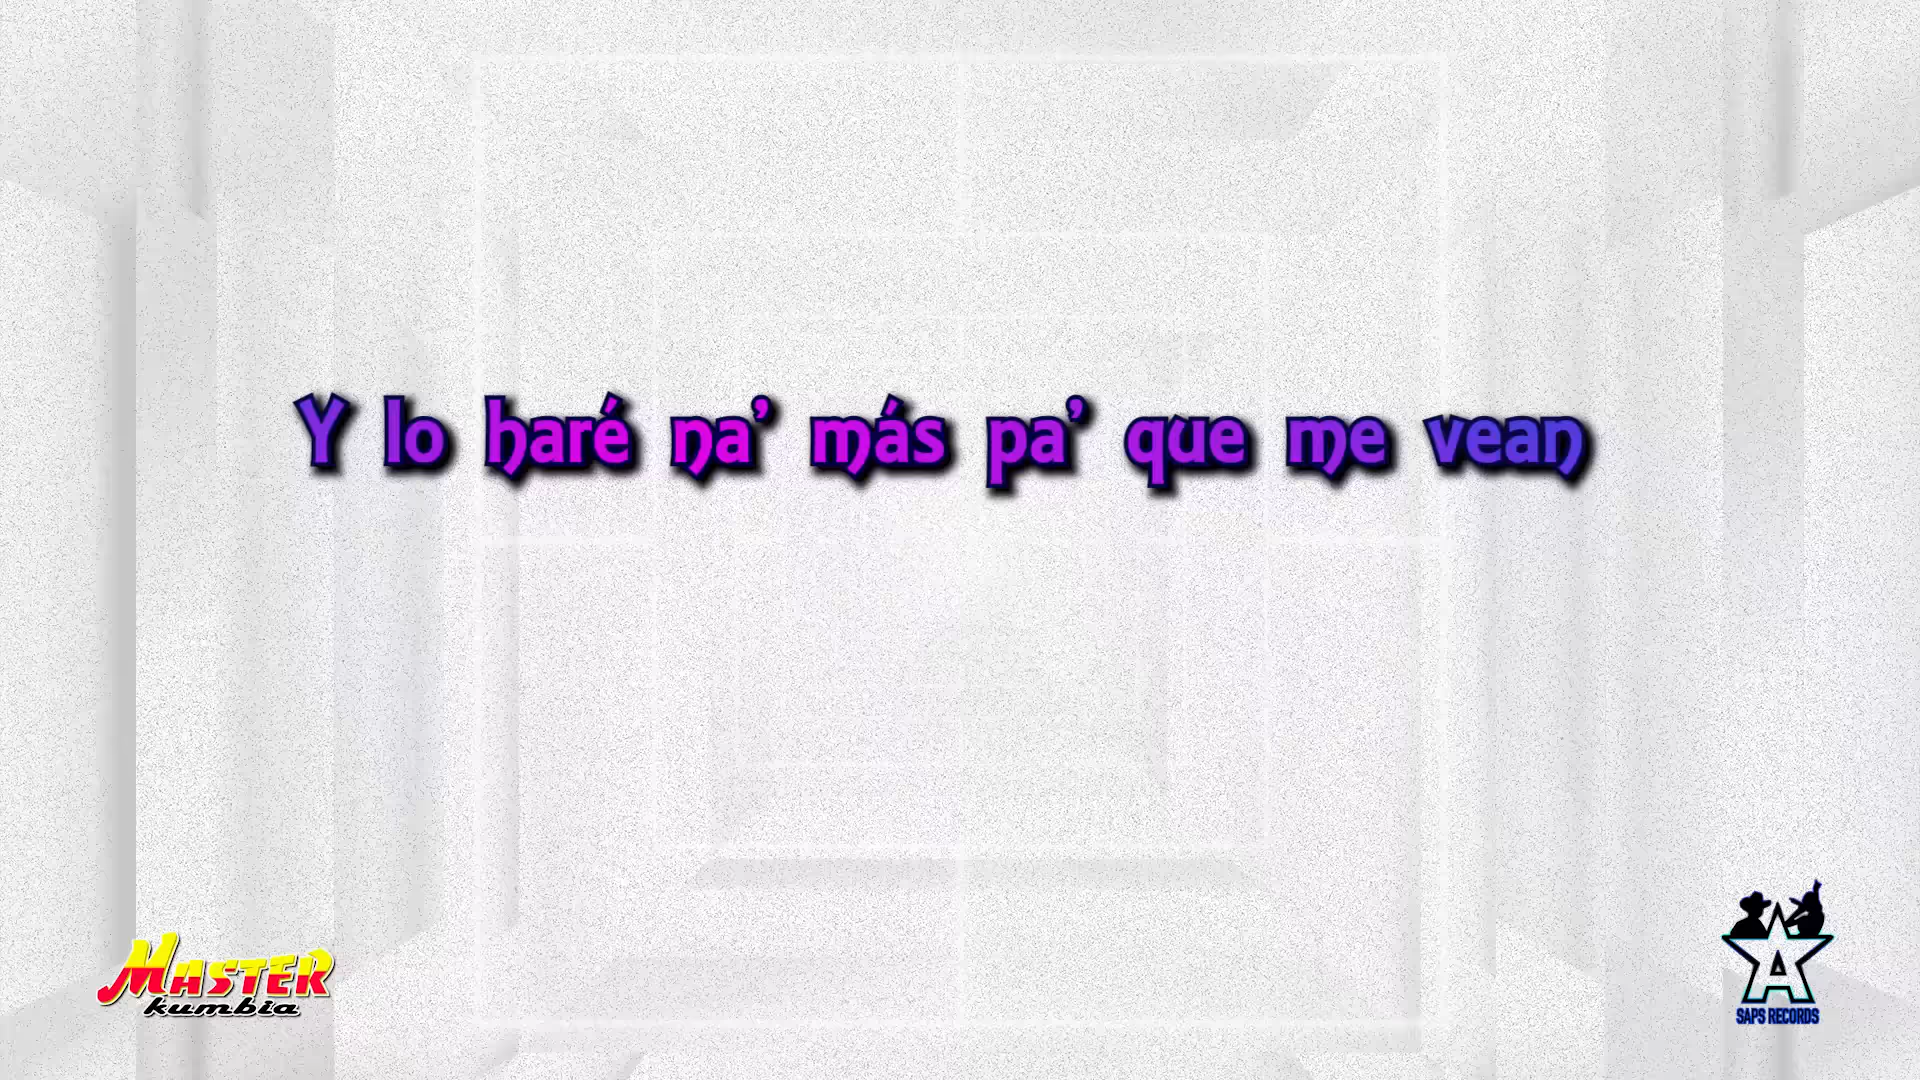 Y lo haré na’ más pa’ que me vean
MASTER
kumbia
A
SAPS RECORDS